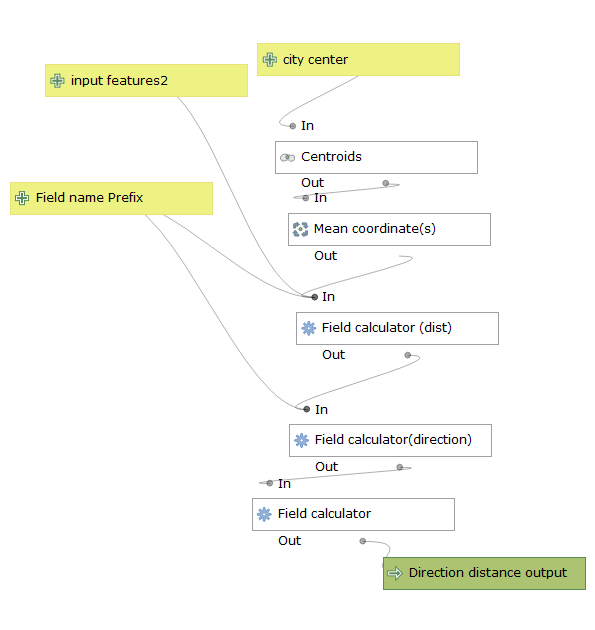 city center
input features2
In
Centroids
Out
In
Field name Prefix
Mean coordinate(s)
Out
In
Field calculator (dist)
Out
In
Field calculator(direction)
Out
In
Field calculator
Out
Direction distance output